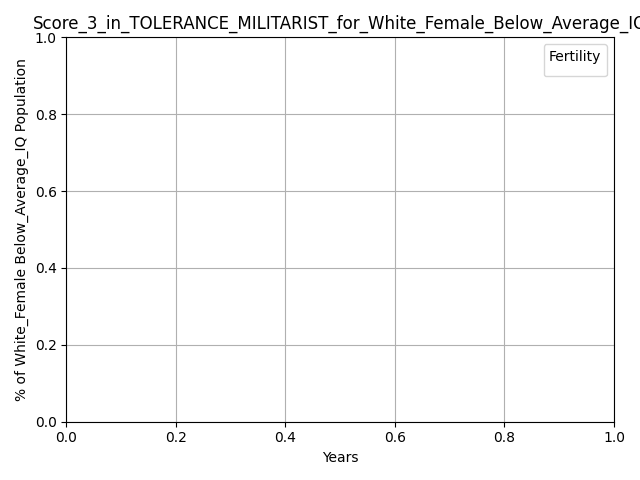 Score_3_in_TOLERANCE_MILITARIST_for_White_Female_Below_Average_IQ
Fertility
% of White_Female Below_Average_IQ Population
1.0
0.8
0.6
0.4
0.2
0.0
0.0 0.2 0.4 0.6 0.8 1.0
Years